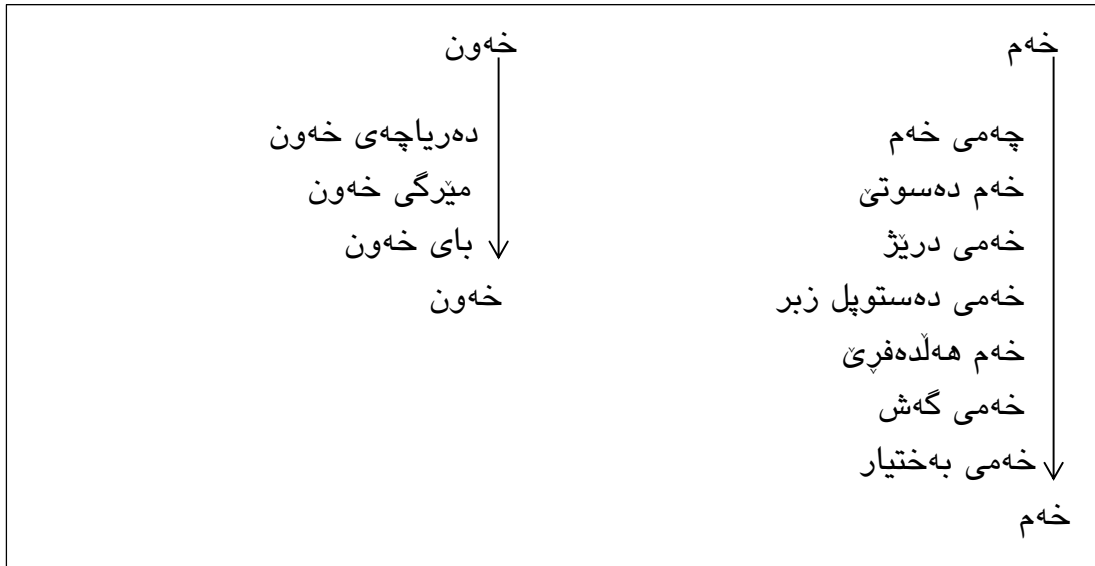 خەم
چەمی خەم
خەم دەسوتێ
خەمی درێژ
خەمی دەستوپل زبر
خەم هەڵدەفڕێ
خەمی گەش
خەمی بەختیار
خەم
خەون
دەریاچەی خەون
مێرگی خەون
بای خەون
خەون